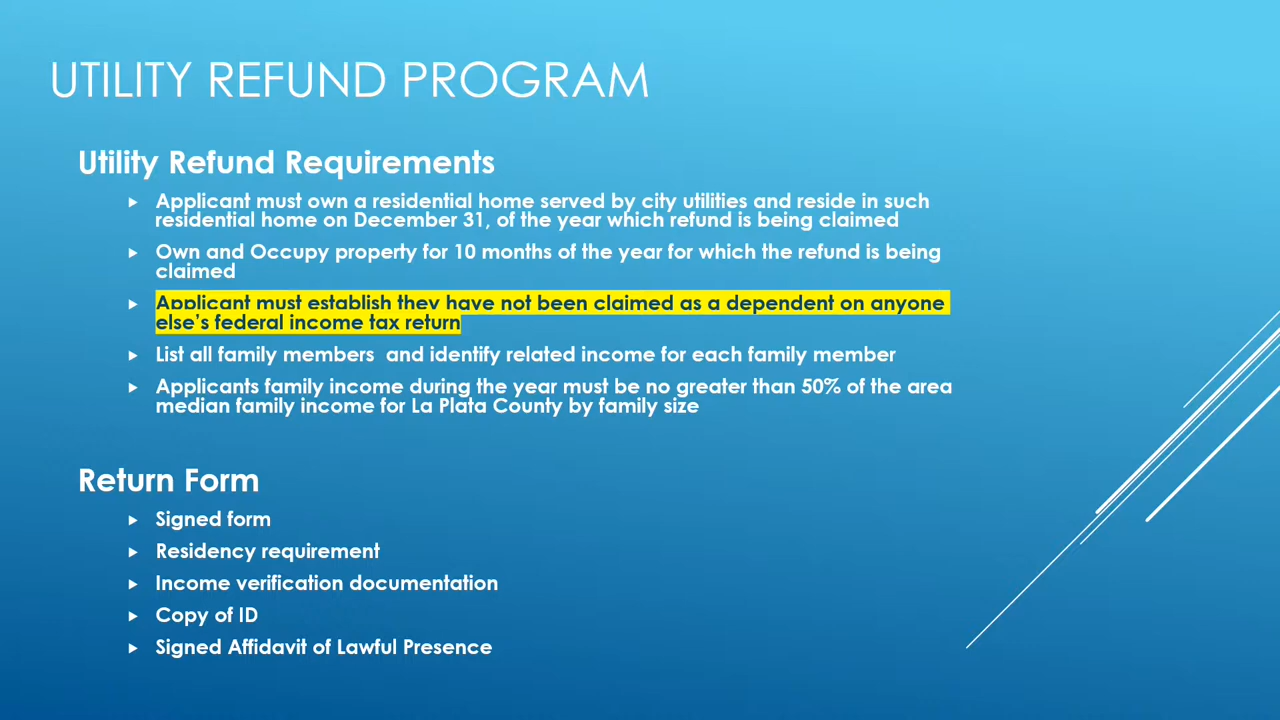 UTILITY REFUND PROGRAM
Utility Refund Requirements
Applicant must own a residential home served by city utilities and reside in such
residential home on December 31, of the year which refund is being claimed
Own and Occupy property for 10 months of the year for which the refund is being
claimed
Applicant must establish they have not been claimed as a dependent on anyone
else’s federal income tax return
List all family members  and identify related income for each family member
Applicants family income during the year must be no greater than 50% of the area
median family income for La Plata County by family size
Return Form
Signed form
Residency requirement
Income verification documentation
Copy of ID
Signed Affidavit of Lawful Presence